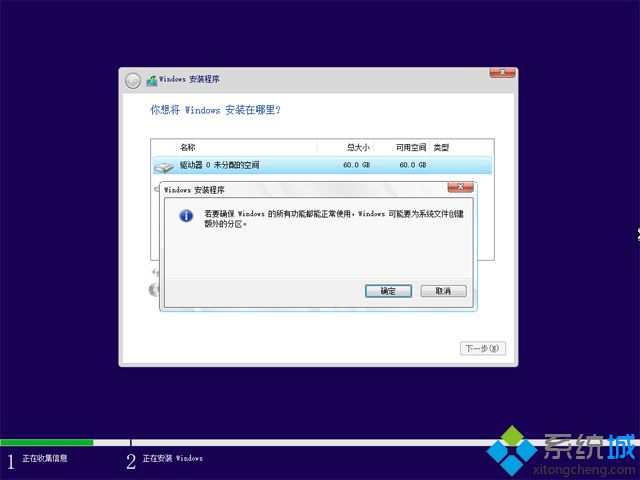 Windows 安装程序
你想将 Windows 安装在哪里?
名称 总大小 可用空间 类型
驱动器 0 未分配的空间 60.0 GB 60.0 GB
Windows 安装程序
若要确保 Windows 的所有功能都能正常使用，Windows 可能要为系统文件创建
额外的分区。
确定 取消
下一步(N)
1 正在收集信息 2 正在安装 Windows
系统城
xitongcheng.com